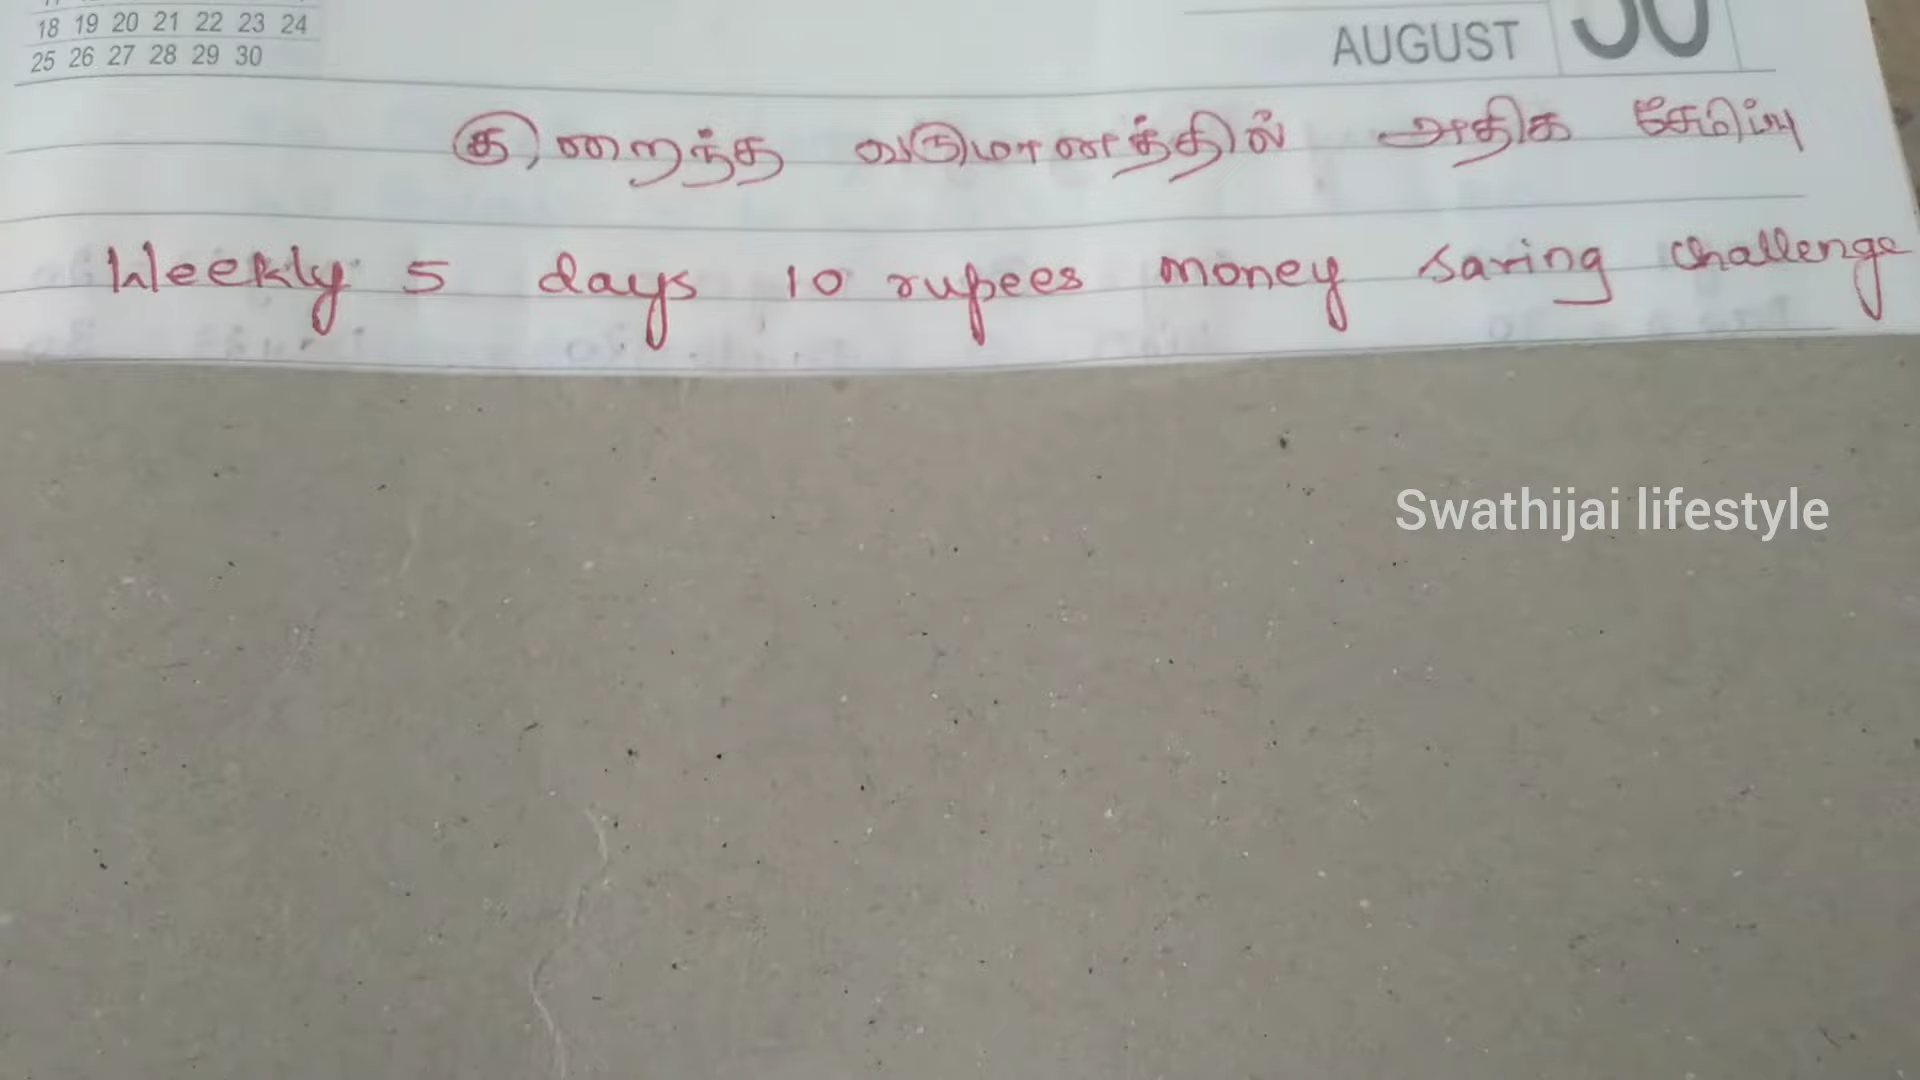 18 19 20 21 22 23 24
25 26 27 28 29 30
AUGUST 30
குறைந்த வருமானத்தில் அதிக சேமிப்பு
Weekly 5 days 10 rupees money saving challenge
Swathijai lifestyle